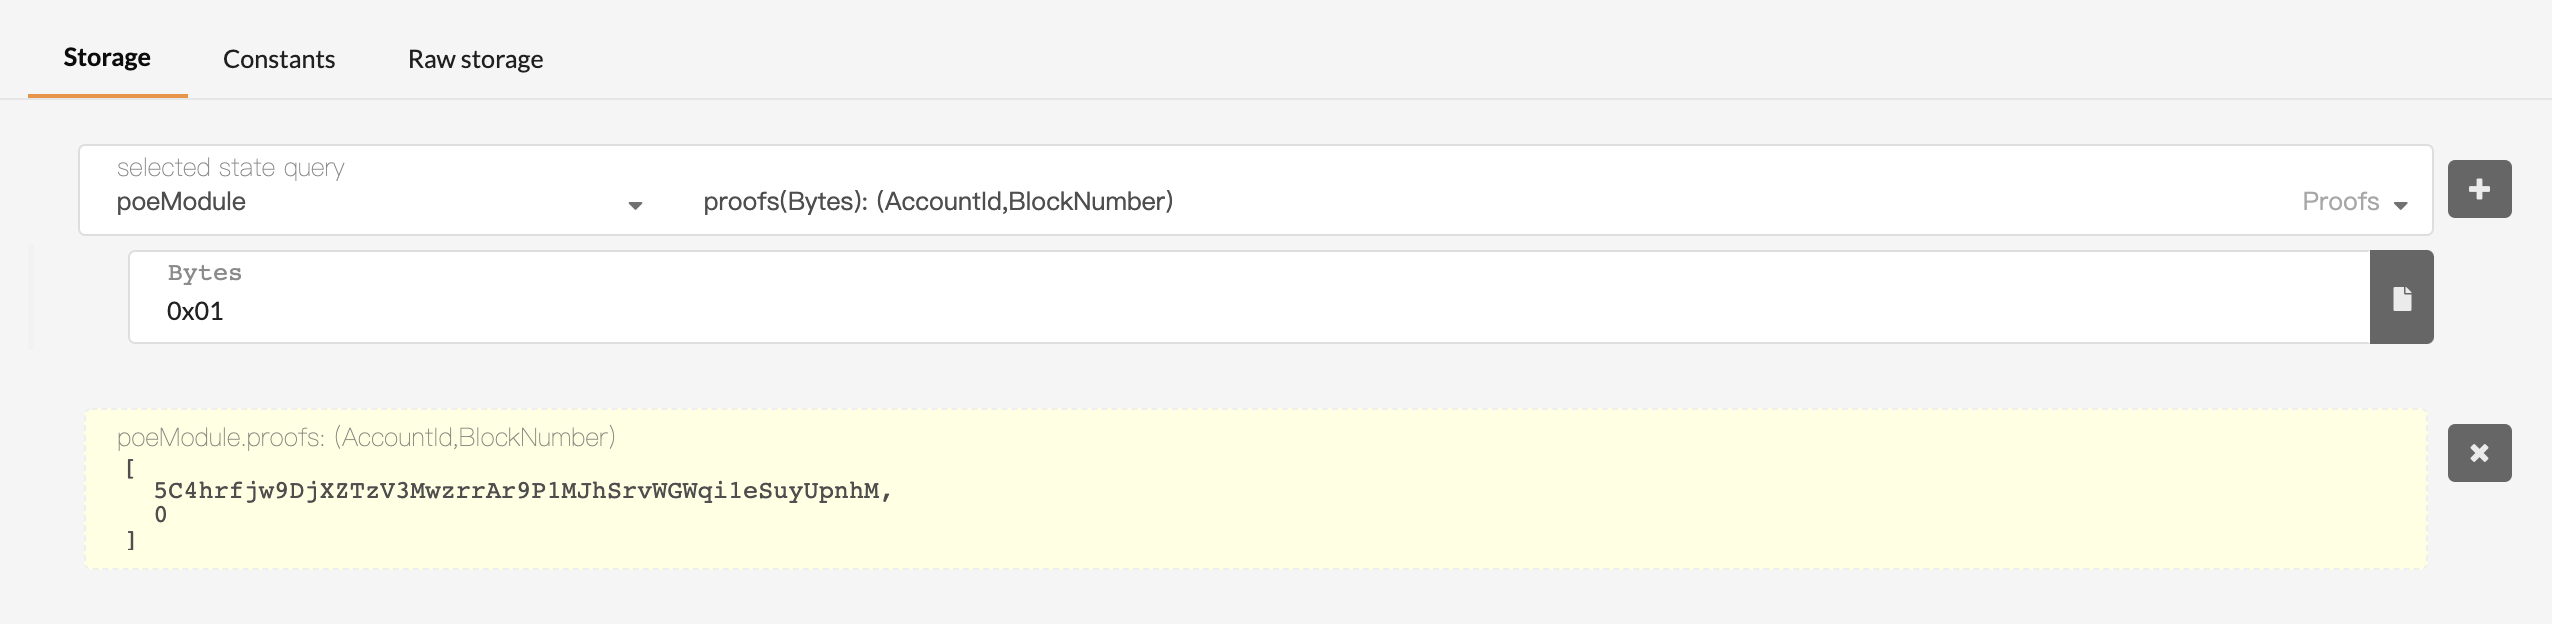 Storage
Constants
Raw storage
selected state query
poeModule
proofs(Bytes): (AccountId,BlockNumber)
Proofs
Bytes
0x01
poeModule.proofs: (AccountId,BlockNumber)
[
5C4hrfjw9DjXZTzV3MwzrrAr9P1MJhSrvWGWqi1eSuyUpnhM,
0
]